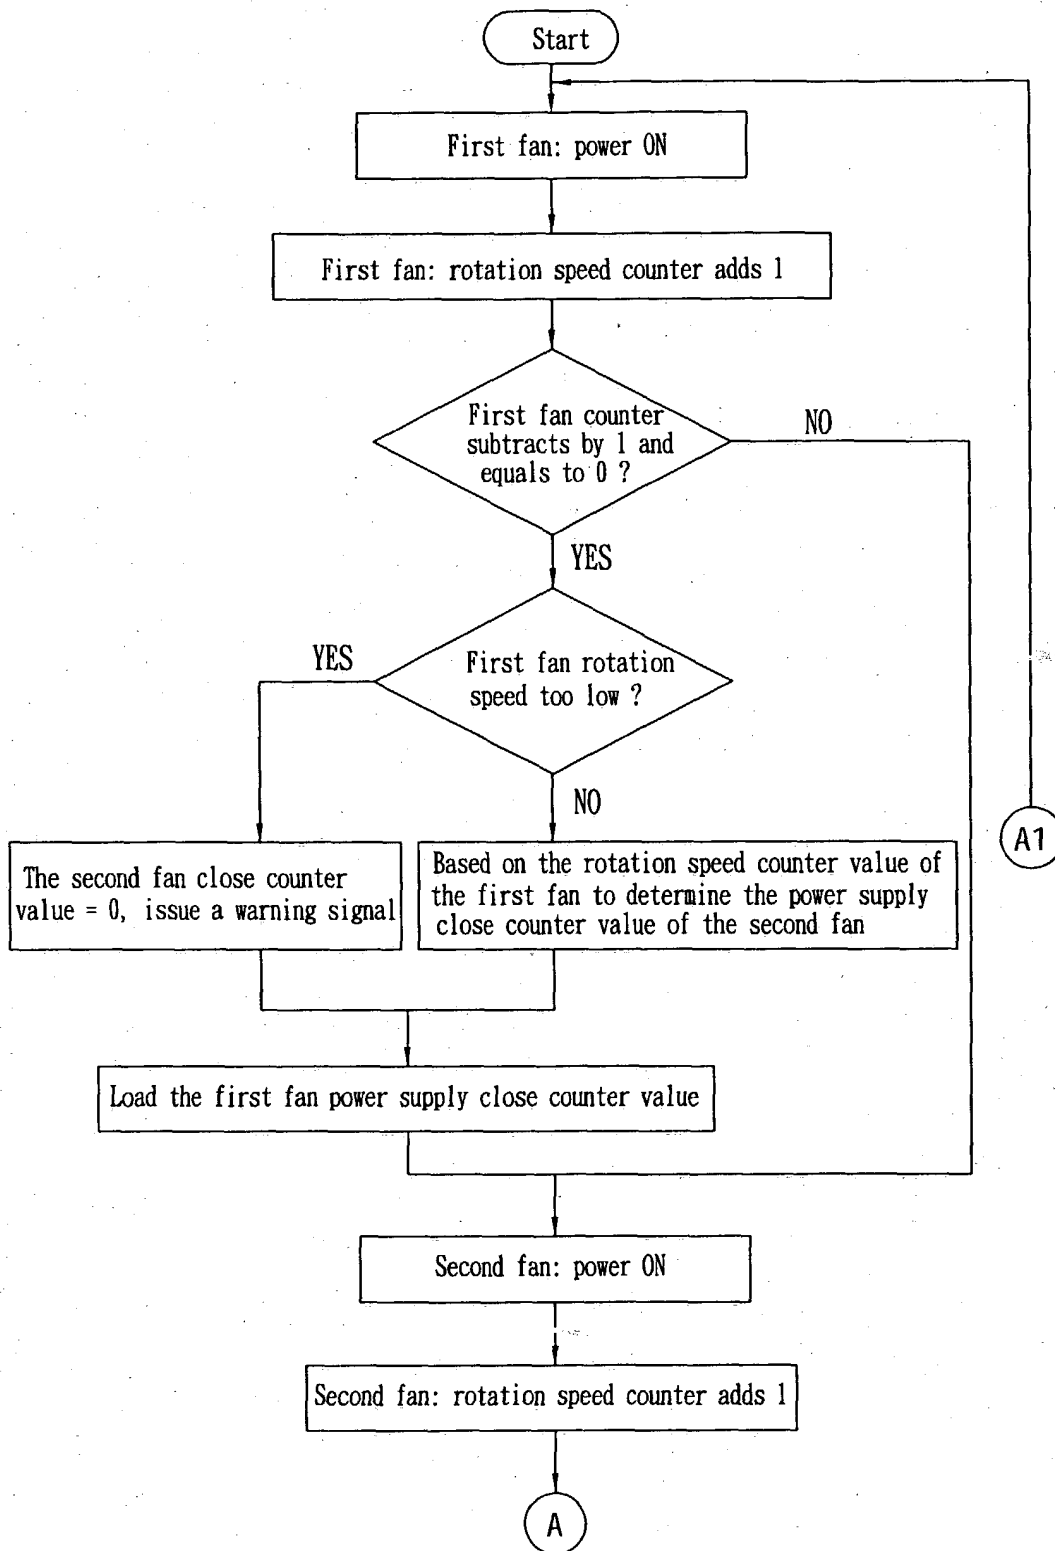 Start
First fan: power ON
First fan: rotation speed counter adds 1
First fan counter
subtracts by 1 and
equals to 0 ?
NO
YES
First fan rotation
speed too low ?
YES
NO
A1
The second fan close counter
value = 0, issue a warning signal
Based on the rotation speed counter value of
the first fan to determine the power supply
close counter value of the second fan
Load the first fan power supply close counter value
Second fan: power ON
Second fan: rotation speed counter adds 1
A